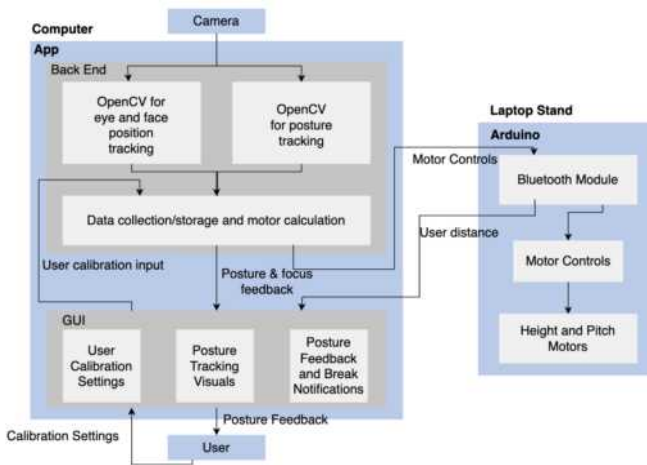 Camera
Computer
App
Back End
OpenCV for
eye and face
position
tracking
OpenCV
for posture
tracking
Laptop Stand
Arduino
Motor Controls
Bluetooth Module
Data collection/storage and motor calculation
User distance
User calibration input
Posture & focus
feedback
Motor Controls
GUI
User
Calibration
Settings
Posture
Tracking
Visuals
Posture
Feedback
and Break
Notifications
Height and Pitch
Motors
Posture Feedback
Calibration Settings
User